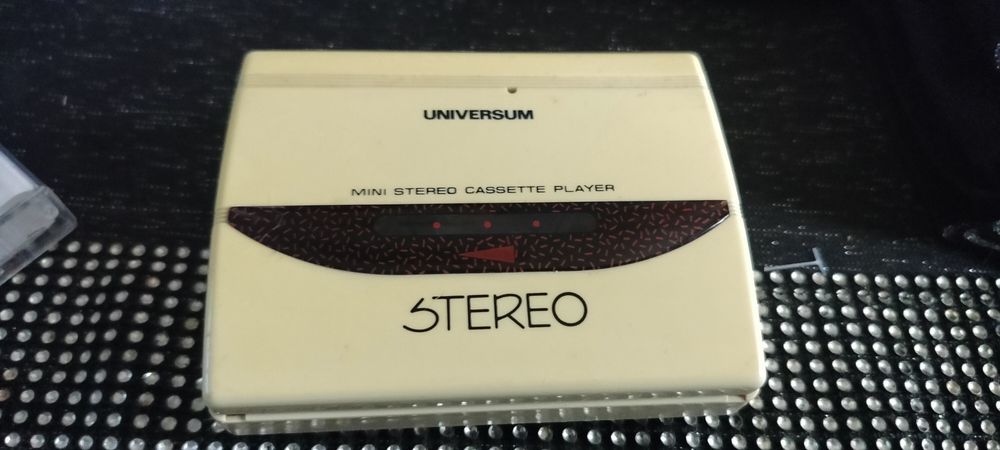 UNIVERSUM
MINI STEREO CASSETTE PLAYER
STEREO